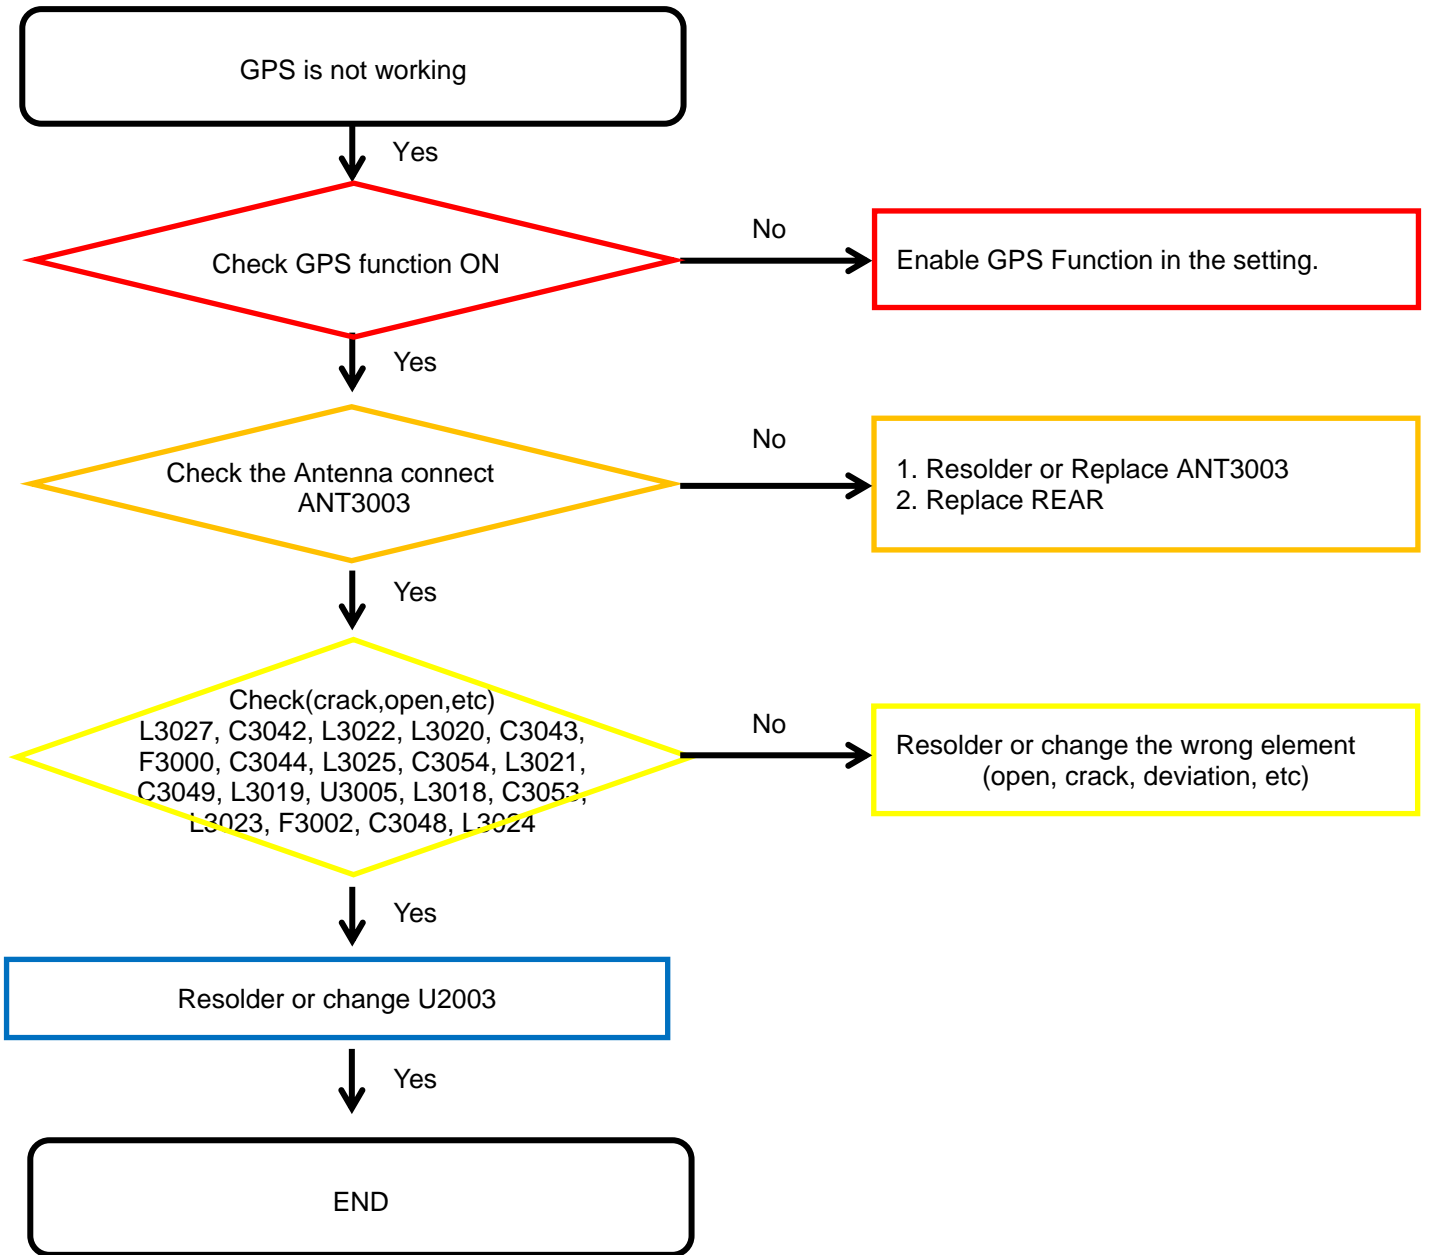 GPS is not working
Yes
Check GPS function ON
No
Enable GPS Function in the setting.
Yes
Check the Antenna connect
ANT3003
No
1. Resolder or Replace ANT3003
2. Replace REAR
Yes
Check(crack,open,etc)
L3027, C3042, L3022, L3020, C3043,
F3000, C3044, L3025, C3054, L3021,
C3049, L3019, U3005, L3018, C3053,
L3023, F3002, C3048, L3024
No
Resolder or change the wrong element
(open, crack, deviation, etc)
Yes
Resolder or change U2003
Yes
END